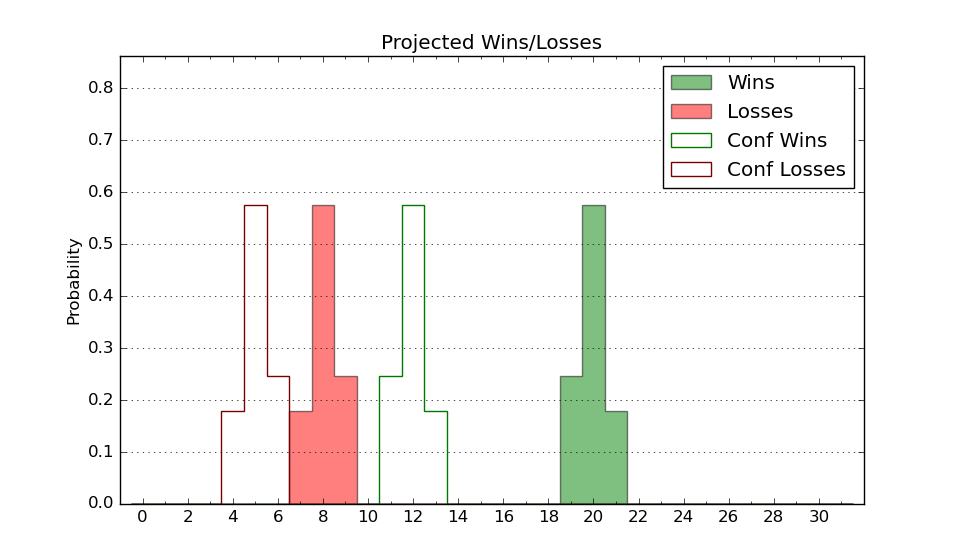 Projected Wins/Losses
Wins
Losses
Conf Wins
Conf Losses
Probability
0.8
0.7
0.6
0.5
0.4
0.3
0.2
0.1
0.0
0 2 4 6 8 10 12 14 16 18 20 22 24 26 28 30